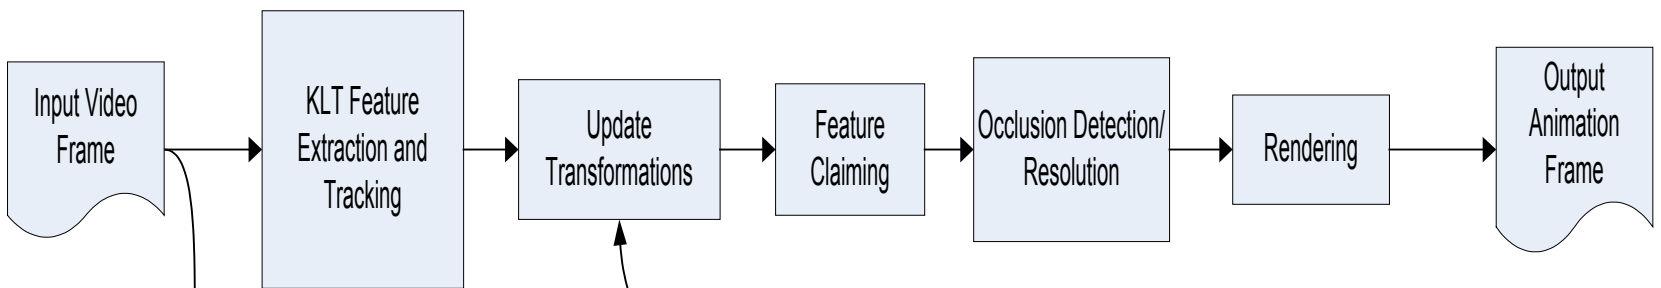 Input Video
Frame
KLT Feature
Extraction and
Tracking
Update
Transformations
Feature
Claiming
Occlusion Detection/
Resolution
Rendering
Output
Animation
Frame